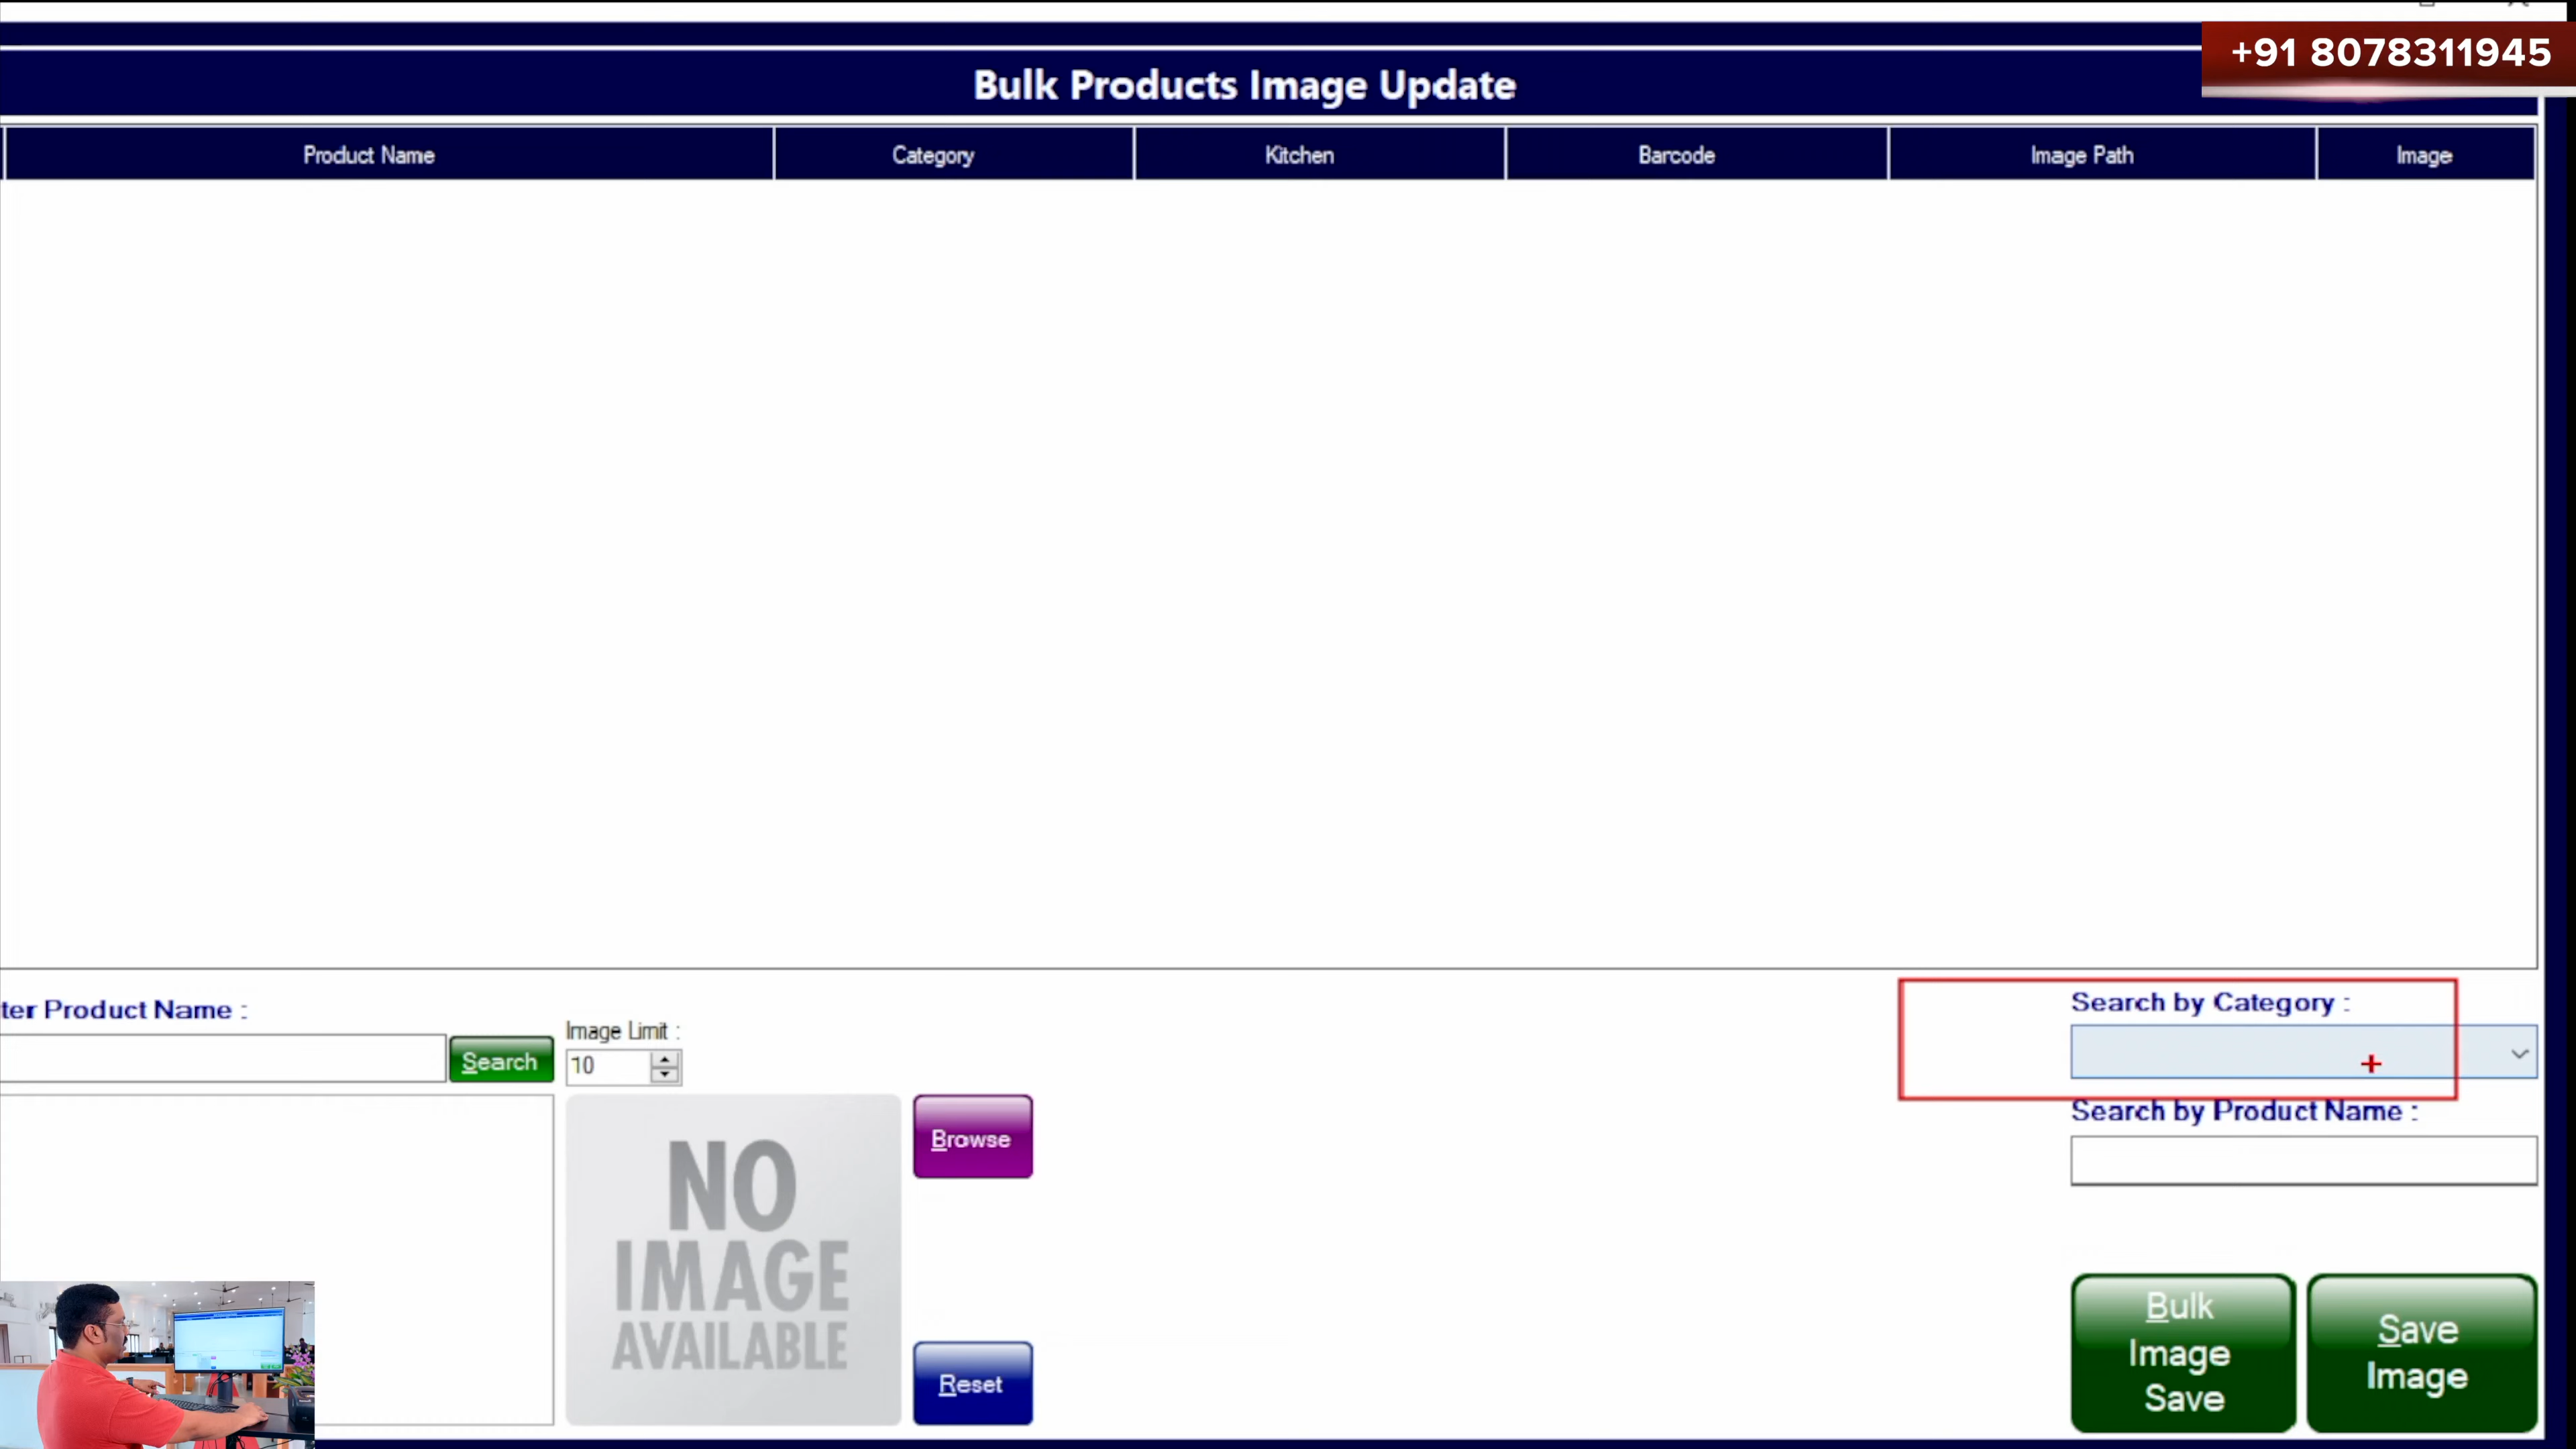 +91 8078311945
Bulk Products Image Update
Product Name Category Kitchen Barcode Image Path Image
ter Product Name :
Search
Image Limit :
10
Search by Category :
Browse
Search by Product Name :
NO
IMAGE
AVAILABLE
Reset
Bulk
Image
Save
Save
Image